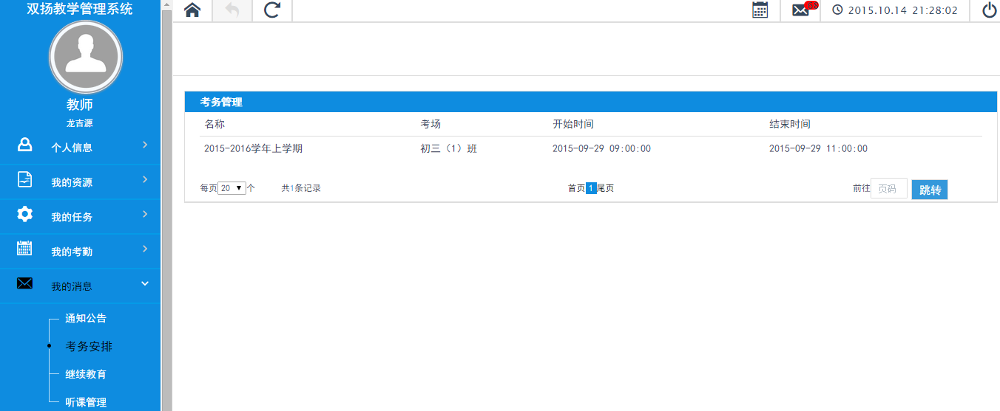 双扬教学管理系统
2015.10.14 21:28:02
教师
龙吉源
个人信息
我的资源
我的任务
我的考勤
我的消息
通知公告
考务安排
继续教育
听课管理
考务管理
名称 考场 开始时间 结束时间
2015-2016学年上学期 初三（1）班 2015-09-29 09:00:00 2015-09-29 11:00:00
每页 20 个 共1条记录 首页 1 尾页 前往 页码 跳转